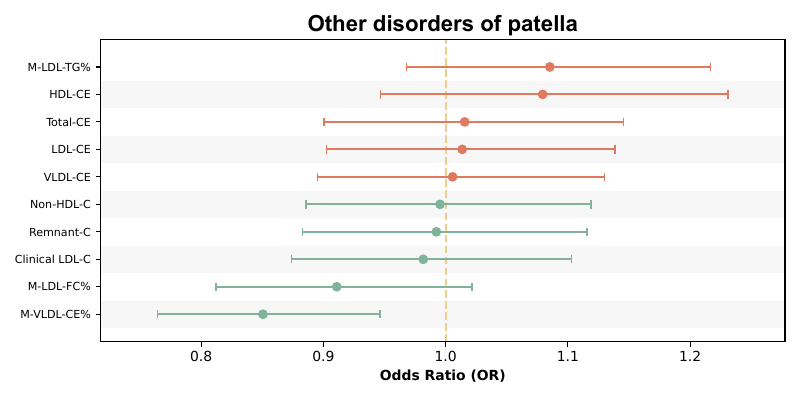 Other disorders of patella
M-LDL-TG%
HDL-CE
Total-CE
LDL-CE
VLDL-CE
Non-HDL-C
Remnant-C
Clinical LDL-C
M-LDL-FC%
M-VLDL-CE%
0.8 0.9 1.0 1.1 1.2
Odds Ratio (OR)